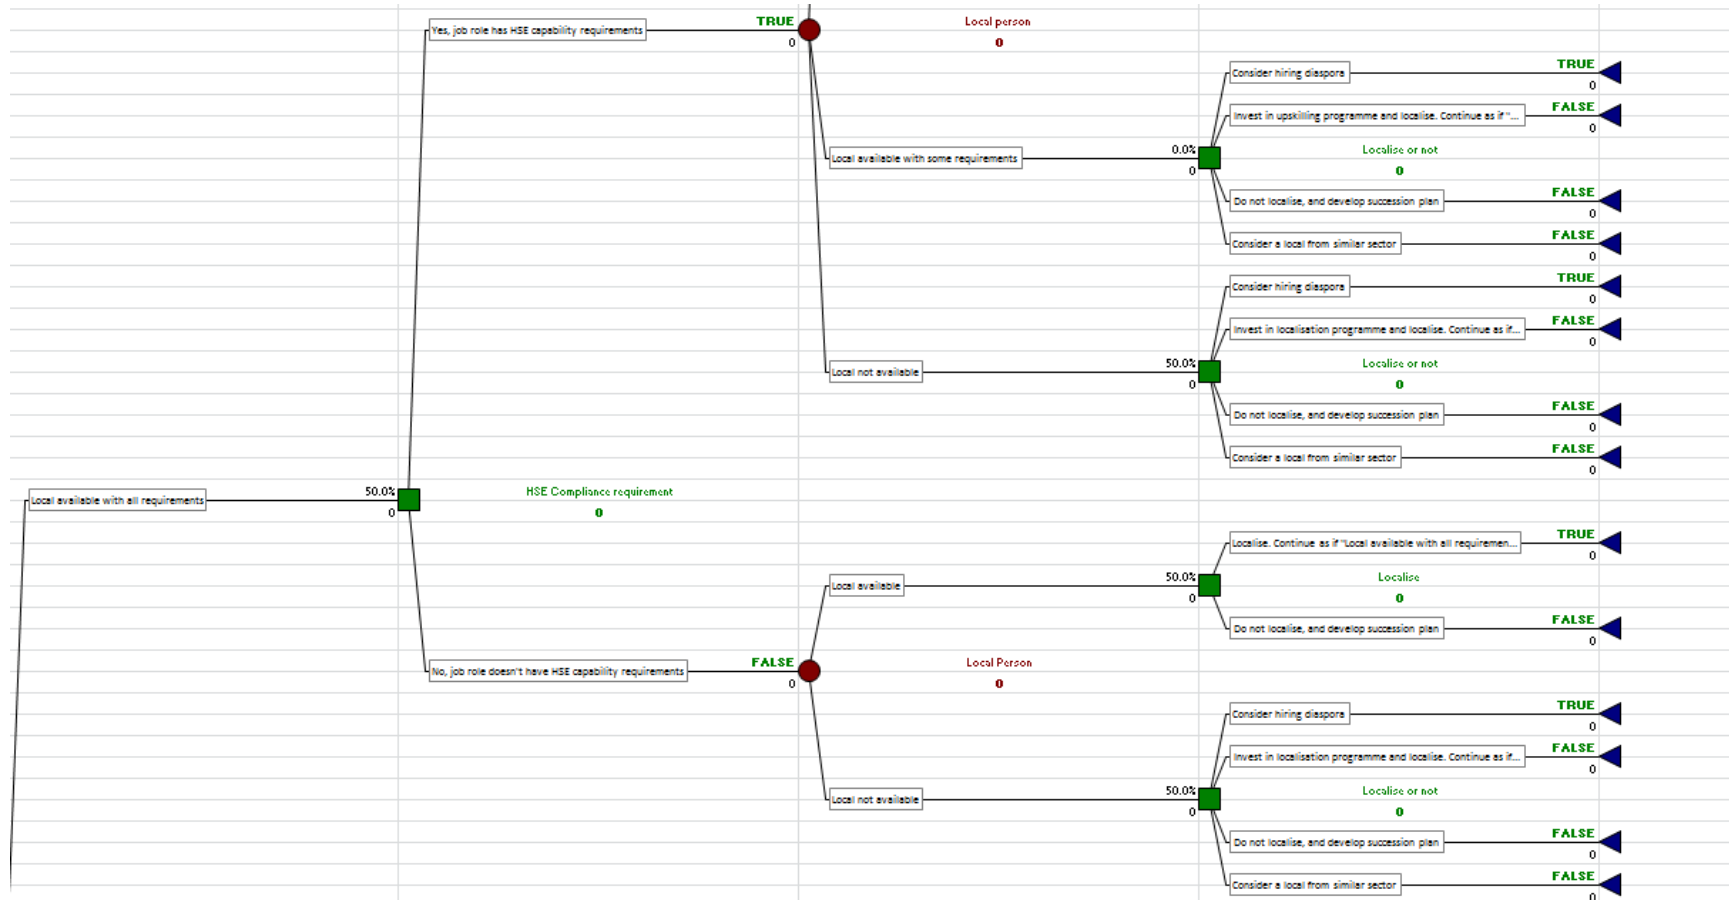 Yes, job role has HSE capability requirements
TRUE
0
Local person
0
Consider hiring diaspora
TRUE
0
Invest in upskilling programme and localise. Continue as if "...
FALSE
0
Local available with some requirements
0.0%
0
Localise or not
0
Do not localise, and develop succession plan
FALSE
0
Consider a local from similar sector
FALSE
0
Consider hiring diaspora
TRUE
0
Invest in localisation programme and localise. Continue as if...
FALSE
0
Local not available
50.0%
0
Localise or not
0
Do not localise, and develop succession plan
FALSE
0
Consider a local from similar sector
FALSE
0
Local available with all requirements
50.0%
0
HSE Compliance requirement
0
Localise. Continue as if "Local available with all requiremen...
TRUE
0
Local available
50.0%
0
Localise
0
Do not localise, and develop succession plan
FALSE
0
No, job role doesn't have HSE capability requirements
FALSE
0
Local Person
0
Consider hiring diaspora
TRUE
0
Invest in localisation programme and localise. Continue as if...
FALSE
0
Local not available
50.0%
0
Localise or not
0
Do not localise, and develop succession plan
FALSE
0
Consider a local from similar sector
FALSE
0